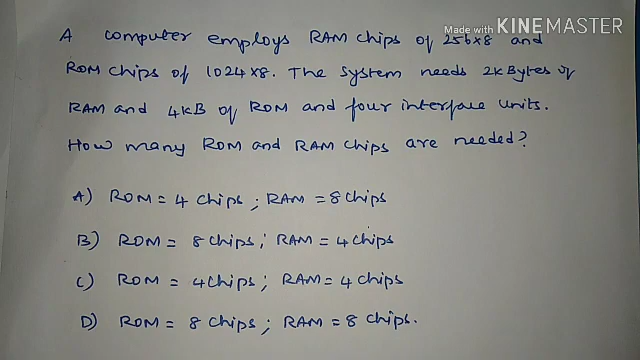 Made with KINEMASTER
A computer employs RAM chips of 256x8 and
ROM chips of 1024x8. The system needs 2k Bytes of
RAM and 4kB of ROM and four interface units.
How many ROM and RAM chips are needed?
A) ROM = 4 chips ; RAM = 8 chips
B) ROM = 8 chips ; RAM = 4 chips
C) ROM = 4 chips ; RAM = 4 chips
D) ROM = 8 chips ; RAM = 8 chips.